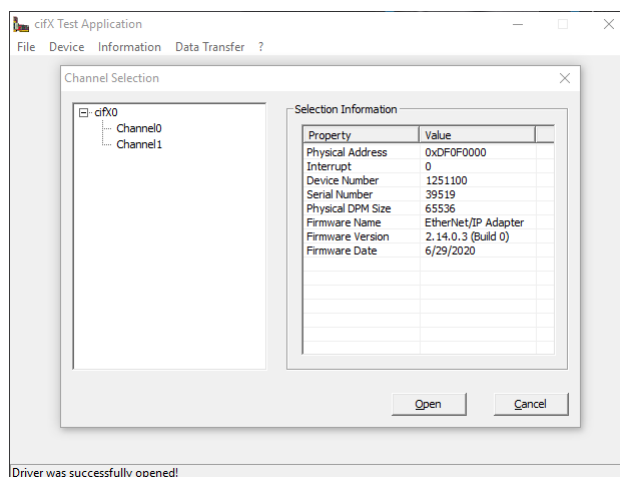 cifX Test Application
File Device Information Data Transfer ?
Channel Selection
cifX0
Channel0
Channel1
Selection Information
Property Value
Physical Address 0xDF0F0000
Interrupt 0
Device Number 1251100
Serial Number 39519
Physical DPM Size 65536
Firmware Name EtherNet/IP Adapter
Firmware Version 2.14.0.3 (Build 0)
Firmware Date 6/29/2020
Open Cancel
Driver was successfully opened!